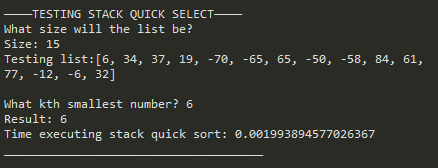 ————TESTING STACK QUICK SELECT————
What size will the list be?
Size: 15
Testing list:[6, 34, 37, 19, -70, -65, 65, -50, -58, 84, 61,
77, -12, -6, 32]
What kth smallest number? 6
Result: 6
Time executing stack quick sort: 0.001993894577026367
_____________________________________